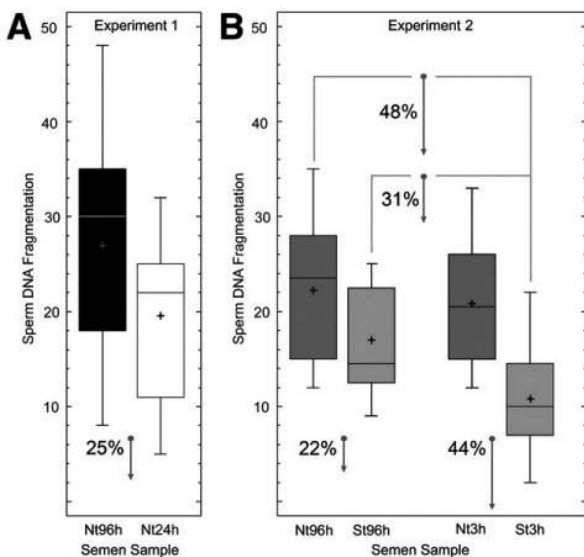 A
Experiment 1
50
40
30
20
10
Sperm DNA Fragmentation
25%
Nt96h Nt24h
Semen Sample
B
Experiment 2
50
40
30
20
10
Sperm DNA Fragmentation
48%
31%
22%
44%
Nt96h St96h Nt3h St3h
Semen Sample